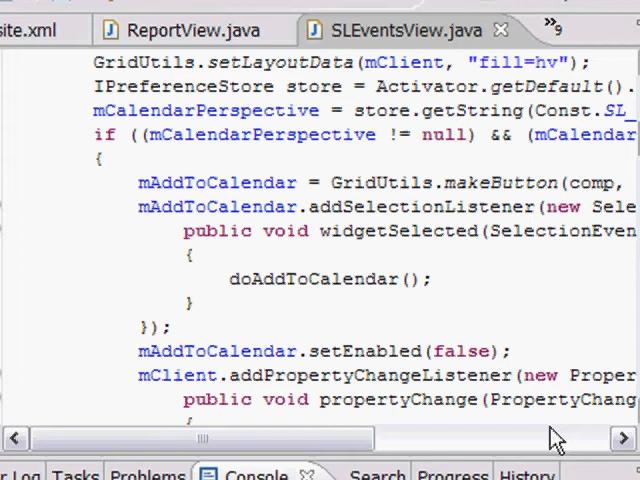 site.xml ReportView.java SLEventsView.java »9
GridUtils.setLayoutData(mClient, "fill=hv");
IPreferenceStore store = Activator.getDefault().
mCalendarPerspective = store.getString(Const.SL_
if ((mCalendarPerspective != null) && (mCalendar
{
mAddToCalendar = GridUtils.makeButton(comp,
mAddToCalendar.addSelectionListener(new Sele
public void widgetSelected(SelectionEven
{
doAddToCalendar();
}
});
mAddToCalendar.setEnabled(false);
mClient.addPropertyChangeListener(new Proper
public void propertyChange(PropertyChang
{
r Log Tasks Problems Console Search Progress History